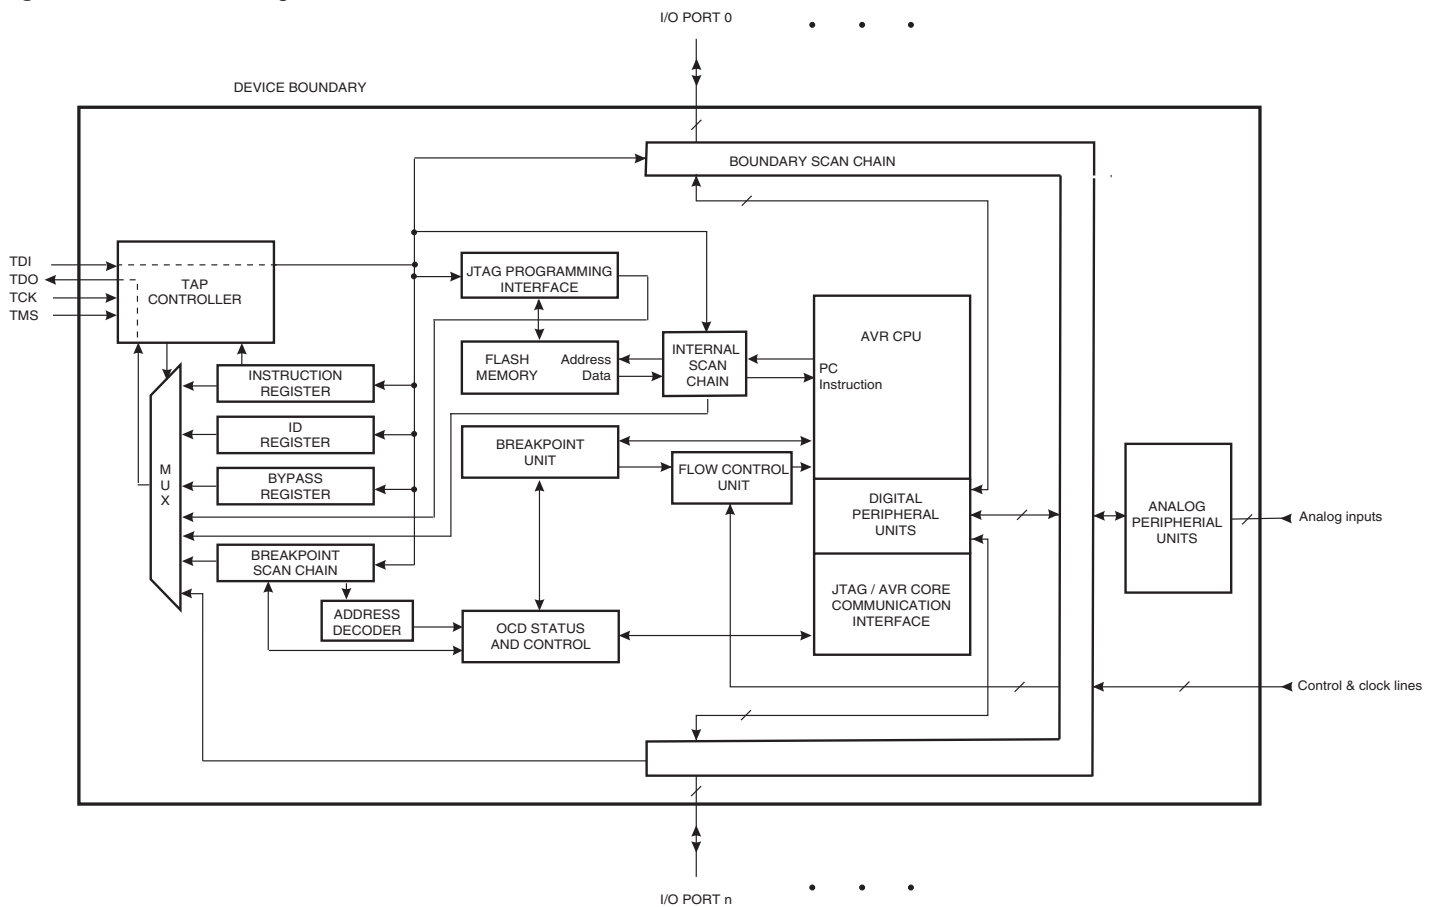 I/O PORT 0
DEVICE BOUNDARY
BOUNDARY SCAN CHAIN
TDI
TDO
TCK
TMS
TAP
CONTROLLER
JTAG PROGRAMMING
INTERFACE
AVR CPU
FLASH
MEMORY
Address
Data
INTERNAL
SCAN
CHAIN
PC
Instruction
INSTRUCTION
REGISTER
ID
REGISTER
M
U
X
BYPASS
REGISTER
BREAKPOINT
UNIT
FLOW CONTROL
UNIT
DIGITAL
PERIPHERAL
UNITS
ANALOG
PERIPHERIAL
UNITS
Analog inputs
BREAKPOINT
SCAN CHAIN
ADDRESS
DECODER
OCD STATUS
AND CONTROL
JTAG / AVR CORE
COMMUNICATION
INTERFACE
Control & clock lines
I/O PORT n